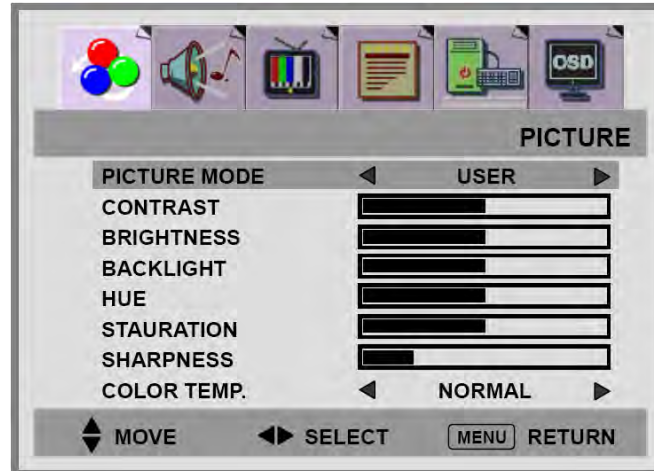 OSD
PICTURE
PICTURE MODE USER
CONTRAST
BRIGHTNESS
BACKLIGHT
HUE
STAURATION
SHARPNESS
COLOR TEMP. NORMAL
MOVE SELECT MENU RETURN